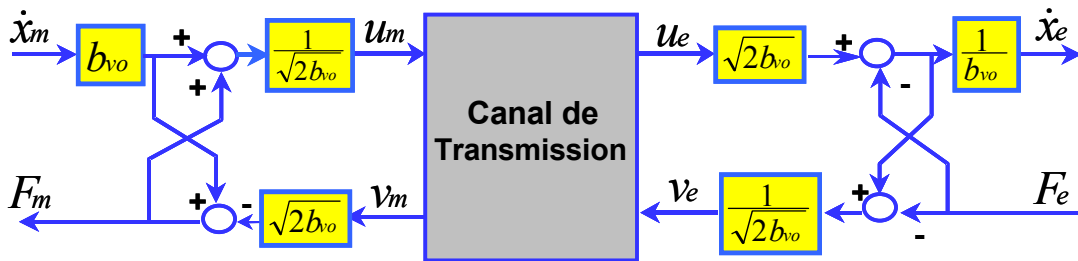 ẋₘ
bᵥₒ
+
+
1/√2bᵥₒ
uₘ
Canal de
Transmission
uₑ
√2bᵥₒ
+
-
1/bᵥₒ
ẋₑ
Fₘ
+
-
√2bᵥₒ
vₘ
vₑ
1/√2bᵥₒ
+
-
Fₑ